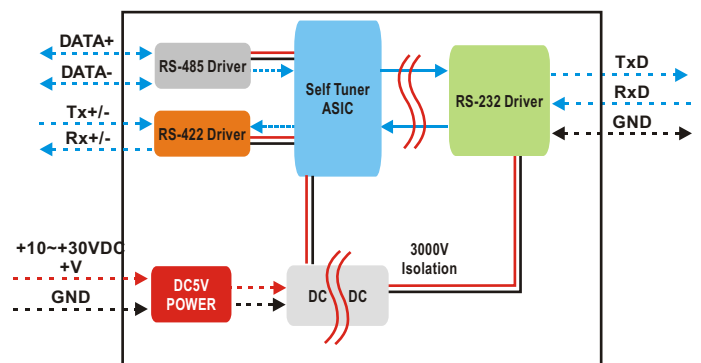 DATA+
DATA-
Tx+/-
Rx+/-
RS-485 Driver
RS-422 Driver
Self Tuner
ASIC
RS-232 Driver
TxD
RxD
GND
+10~+30VDC
+V
GND
DC5V
POWER
DC DC
3000V
Isolation